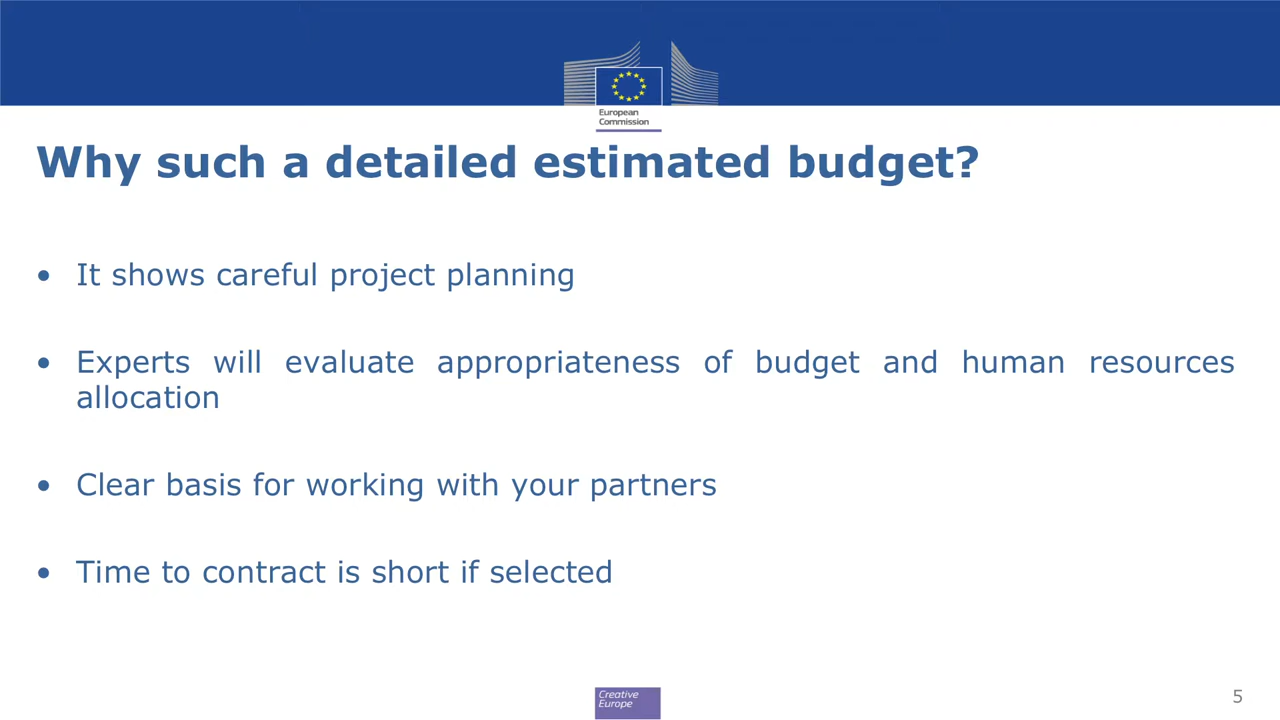 European
Commission
Why such a detailed estimated budget?
• It shows careful project planning
• Experts will evaluate appropriateness of budget and human resources
allocation
• Clear basis for working with your partners
• Time to contract is short if selected
Creative
Europe
5